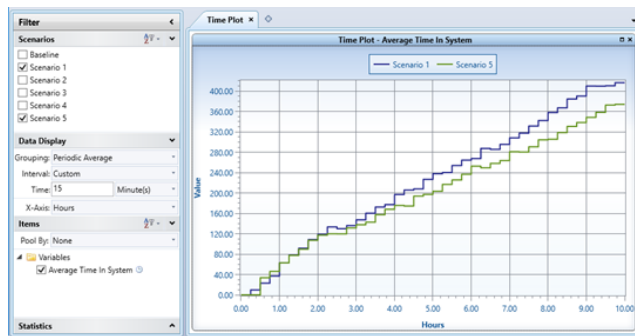 Filter
Scenarios
Baseline
Scenario 1
Scenario 2
Scenario 3
Scenario 4
Scenario 5
Data Display
Grouping: Periodic Average
Interval: Custom
Time: 15 Minute(s)
X-Axis: Hours
Items
Pool By: None
Variables
Average Time In System
Statistics
Time Plot
Time Plot - Average Time In System
Scenario 1 Scenario 5
Value
400.00
360.00
320.00
280.00
240.00
200.00
160.00
120.00
80.00
40.00
0.00
0.00 1.00 2.00 3.00 4.00 5.00 6.00 7.00 8.00 9.00 10.00
Hours